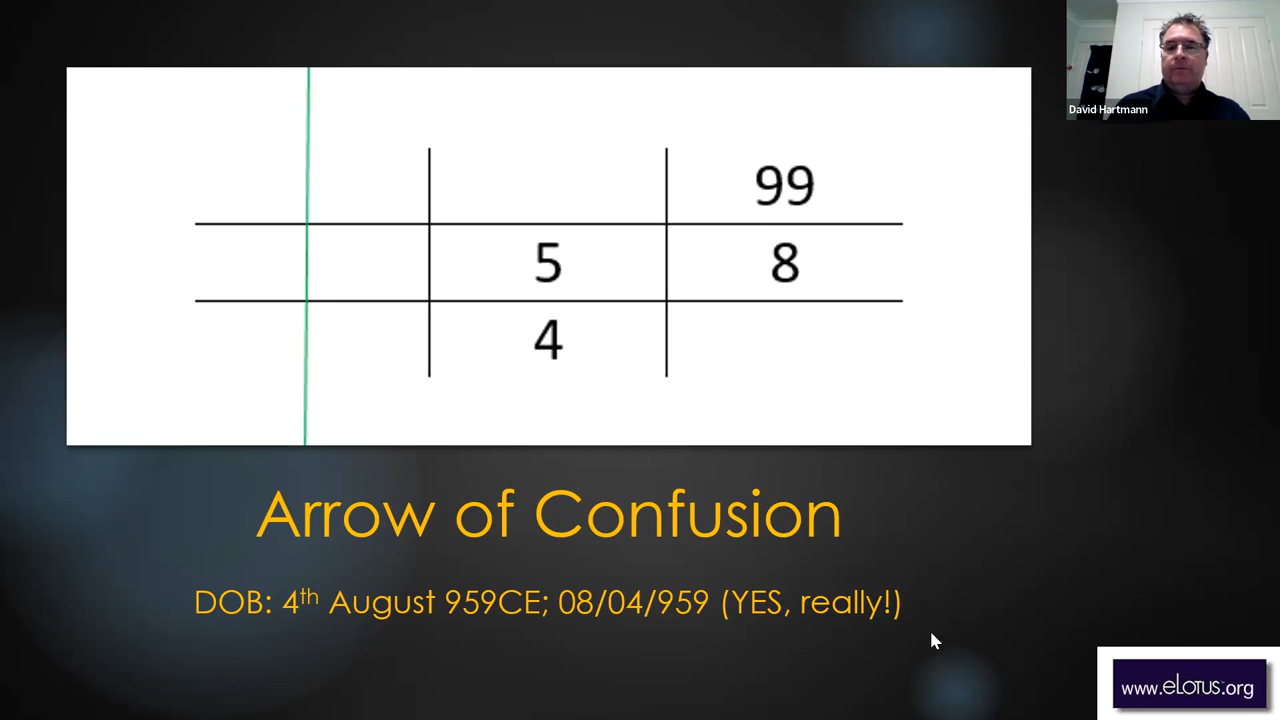 David Hartmann
99
5 8
4
Arrow of Confusion
DOB: 4th August 959CE; 08/04/959 (YES, really!)
www.eLOTUS.org